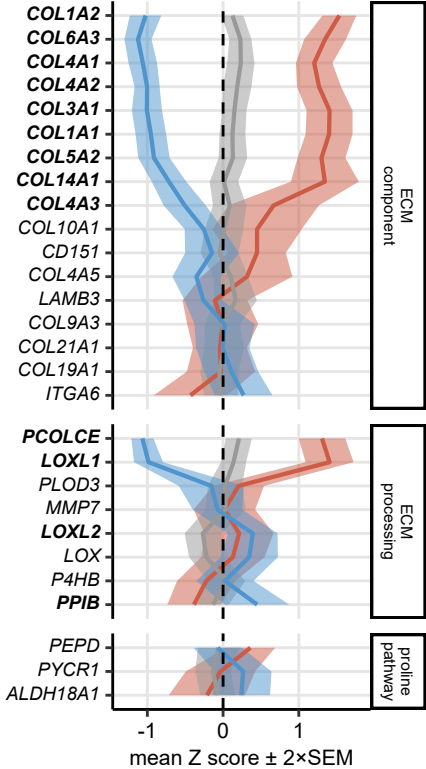 COL1A2
COL6A3
COL4A1
COL4A2
COL3A1
COL1A1
COL5A2
COL14A1
COL4A3
COL10A1
CD151
COL4A5
LAMB3
COL9A3
COL21A1
COL19A1
ITGA6
ECM
component
PCOLCE
LOXL1
PLOD3
MMP7
LOXL2
LOX
P4HB
PPIB
ECM
processing
PEPD
PYCR1
ALDH18A1
proline
pathway
-1 0 1
mean Z score ± 2×SEM